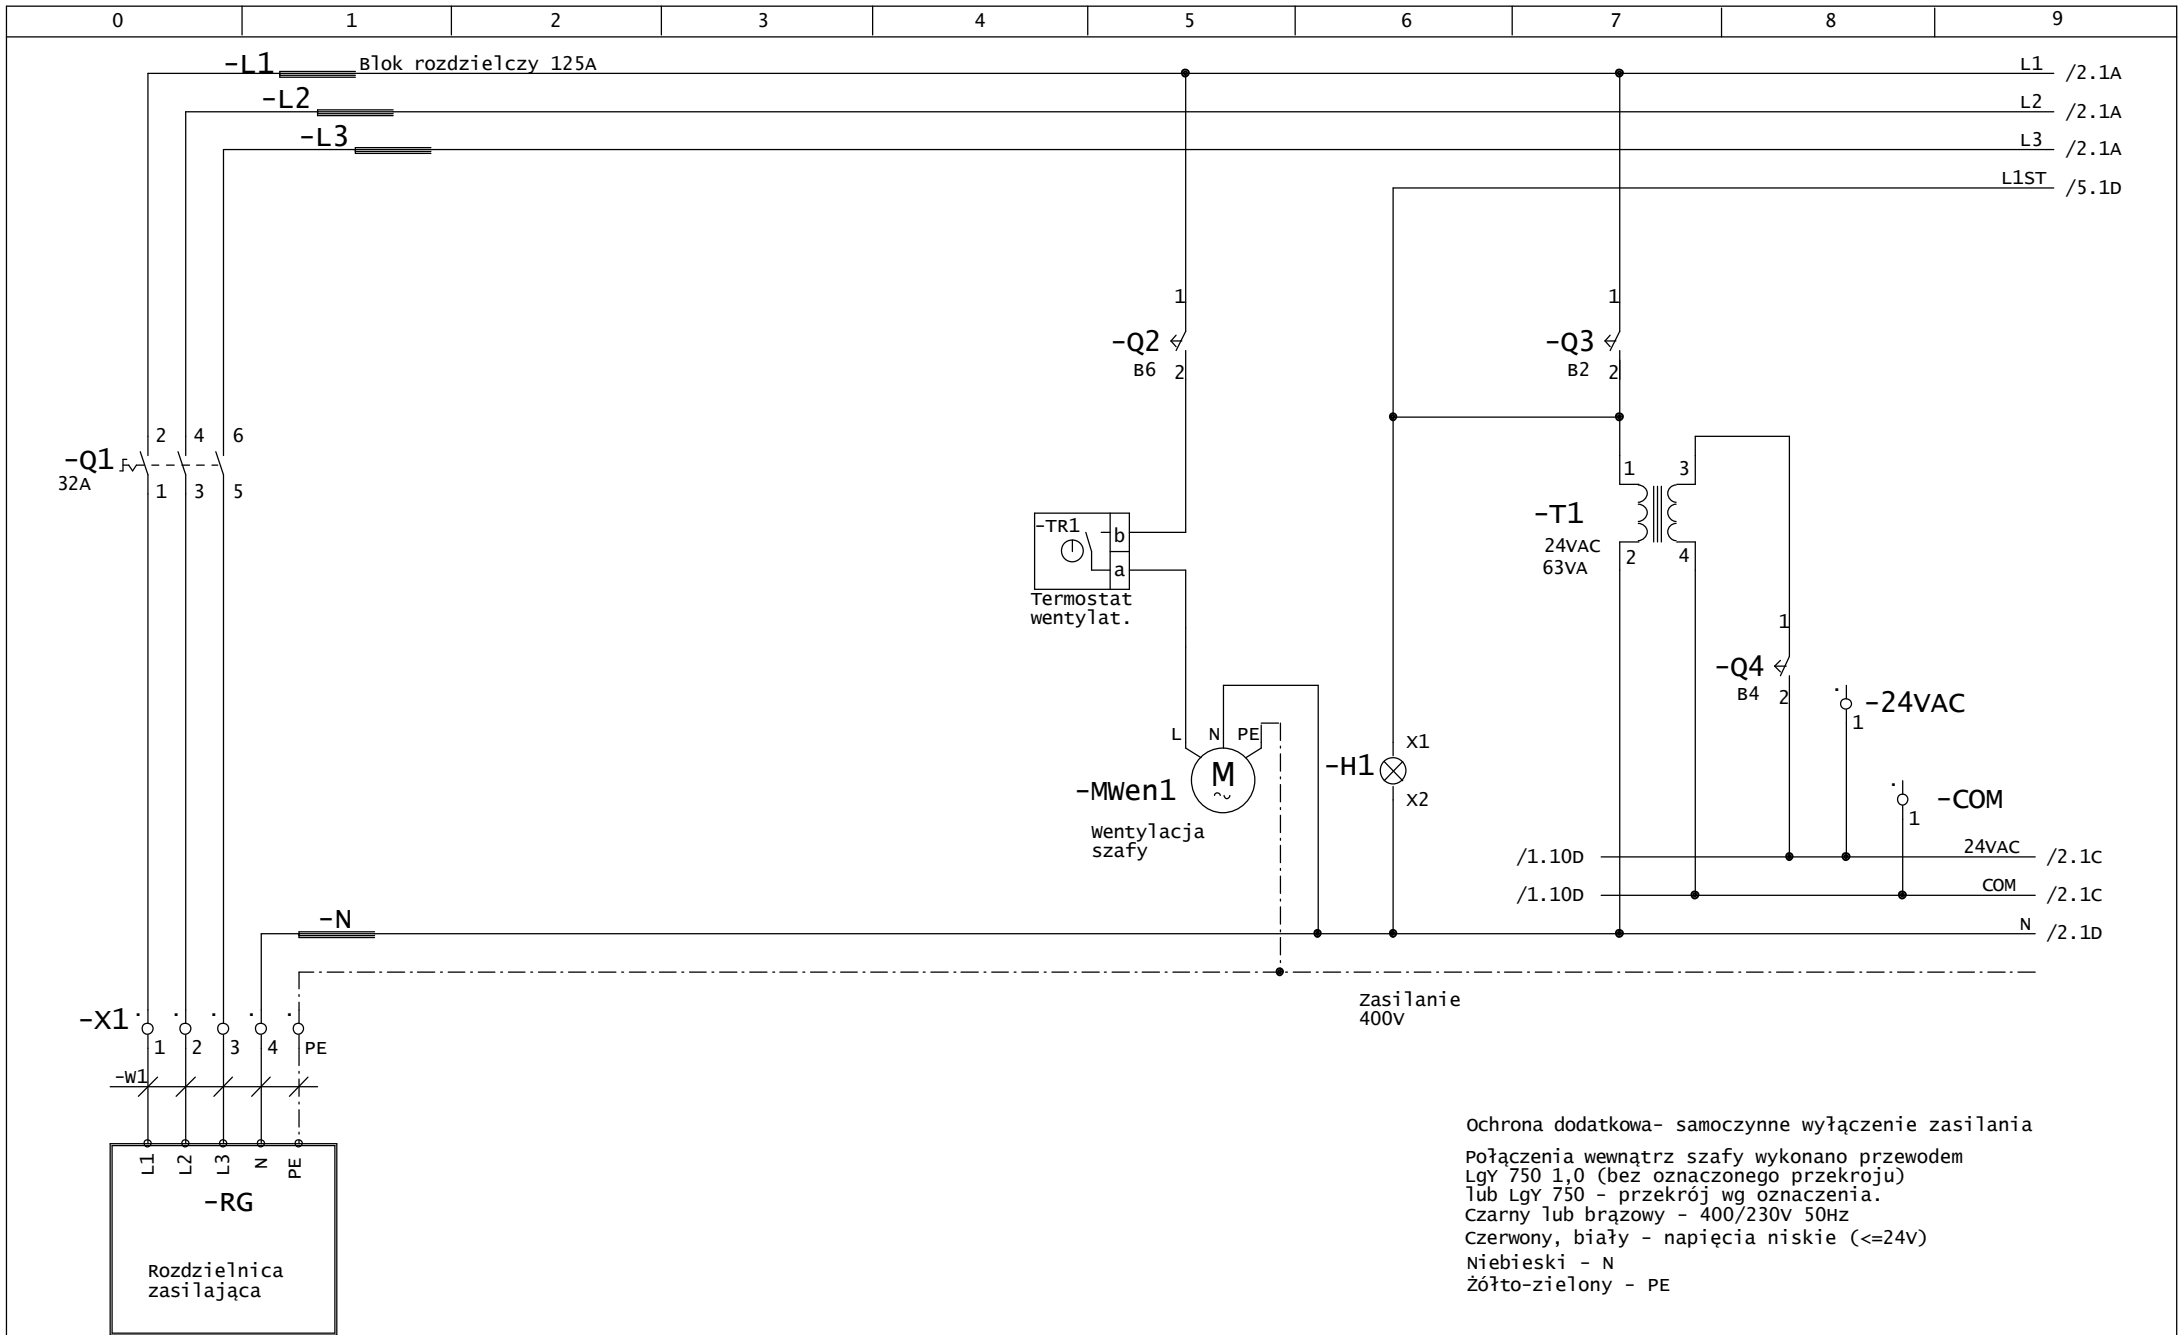 0 1 2 3 4 5 6 7 8 9
-L1 Blok rozdzielczy 125A L1 /2.1A
-L2 L2 /2.1A
-L3 L3 /2.1A
L1ST /5.1D
1 1
-Q2 -Q3
B6 2 B2 2
2 4 6
-Q1
32A
1 3 5
1 3
-TR1
b
a
Termostat
wentylat.
-T1
24VAC
63VA
2 4
1
-Q4
B4 2
-24VAC
1
L N PE
M
-MWen1
Wentylacja
szafy
X1
-H1
X2
-COM
1
/1.10D 24VAC /2.1C
/1.10D COM /2.1C
-N N /2.1D
Zasilanie
400V
-X1
1 2 3 4 PE
-W1
L1 L2 L3 N PE
-RG
Rozdzielnica
zasilająca
Ochrona dodatkowa- samoczynne wyłączenie zasilania
Połączenia wewnątrz szafy wykonano przewodem
LgY 750 1,0 (bez oznaczonego przekroju)
lub LgY 750 - przekrój wg oznaczenia.
Czarny lub brązowy - 400/230V 50Hz
Czerwony, biały - napięcia niskie (<=24V)
Niebieski - N
Żółto-zielony - PE